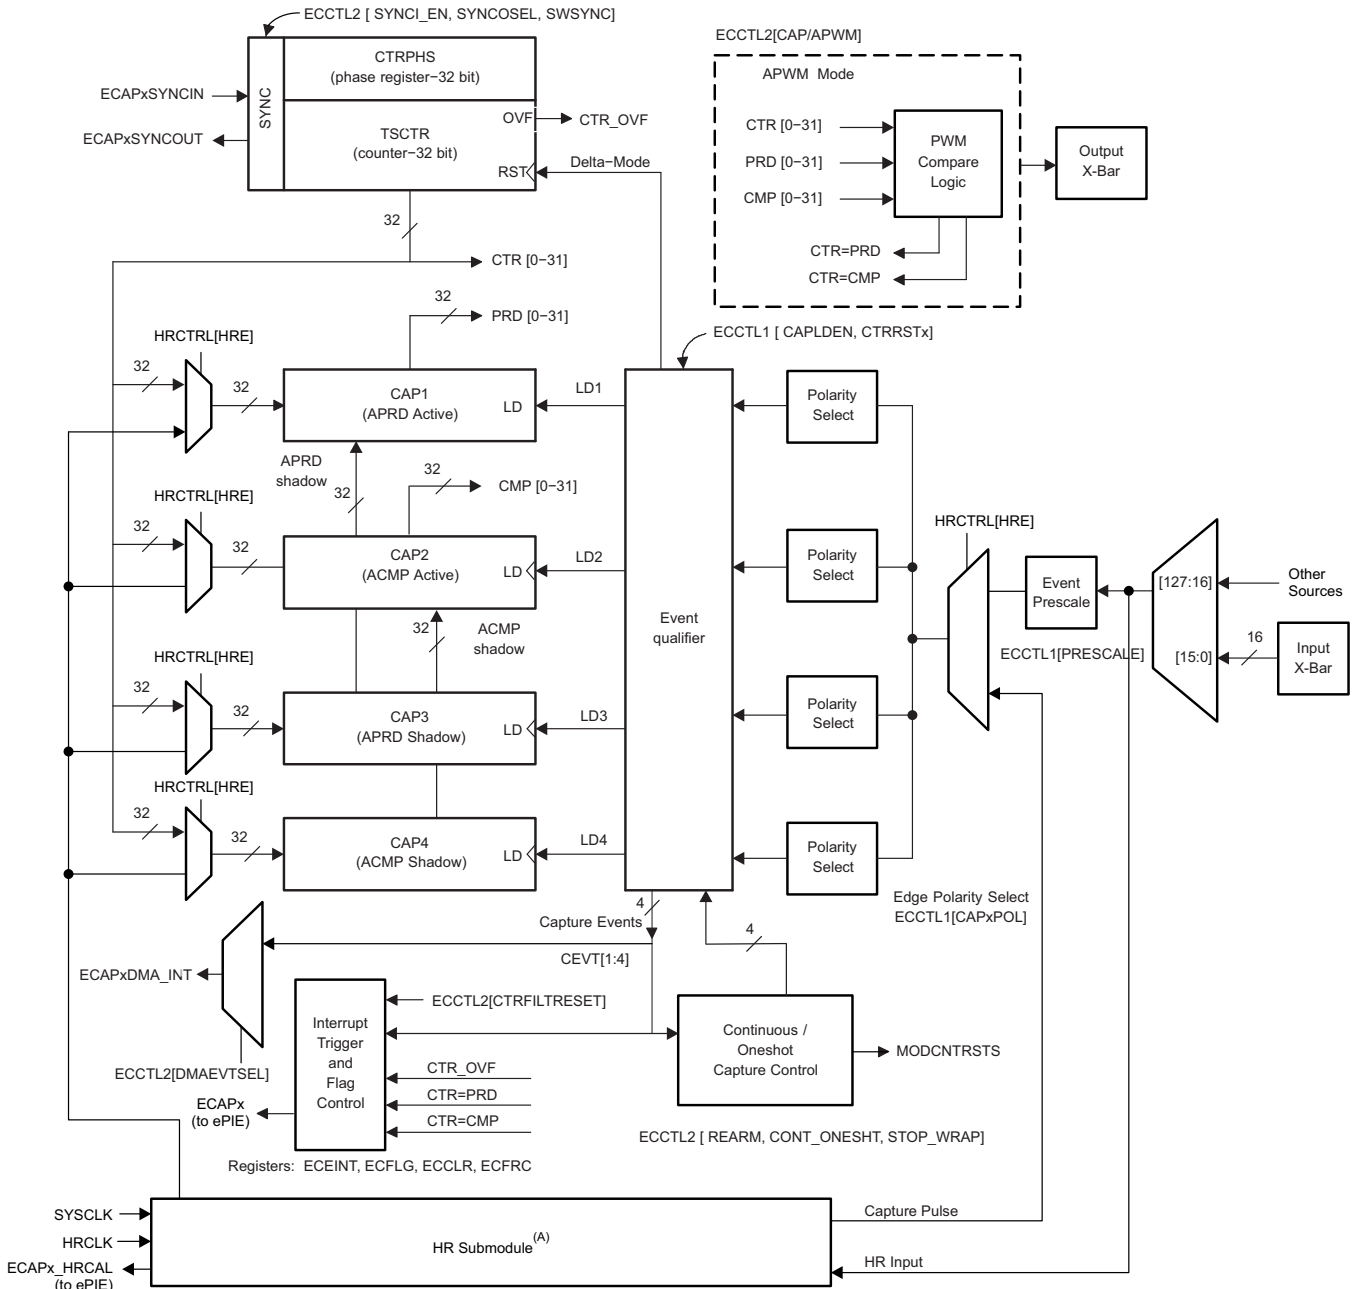 ECCTL2 [ SYNCI_EN, SYNCOSEL, SWSYNC]
ECCTL2[CAP/APWM]
SYNC
CTRPHS
(phase register−32 bit)
APWM Mode
ECAPxSYNCIN
ECAPxSYNCOUT
OVF
CTR_OVF
TSCTR
(counter−32 bit)
RST
Delta−Mode
CTR [0−31]
PRD [0−31]
CMP [0−31]
PWM
Compare
Logic
Output
X-Bar
CTR=PRD
CTR=CMP
32
CTR [0−31]
32
PRD [0−31]
ECCTL1 [ CAPLDEN, CTRRSTx]
HRCTRL[HRE]
32
32
CAP1
(APRD Active)
LD
LD1
Polarity
Select
APRD
shadow
32
32
CMP [0−31]
HRCTRL[HRE]
32
32
CAP2
(ACMP Active)
LD
LD2
Polarity
Select
HRCTRL[HRE]
Event
Prescale
[127:16]
Other
Sources
32
ACMP
shadow
Event
qualifier
ECCTL1[PRESCALE]
[15:0]
16
Input
X-Bar
HRCTRL[HRE]
32
32
CAP3
(APRD Shadow)
LD
LD3
Polarity
Select
HRCTRL[HRE]
32
32
CAP4
(ACMP Shadow)
LD
LD4
Polarity
Select
Edge Polarity Select
ECCTL1[CAPxPOL]
4
Capture Events
4
CEVT[1:4]
ECAPxDMA_INT
ECCTL2[DMAEVTSEL]
Interrupt
Trigger
and
Flag
Control
ECCTL2[CTRFILTRESET]
CTR_OVF
CTR=PRD
CTR=CMP
Continuous /
Oneshot
Capture Control
MODCNTRSTS
ECAPx
(to ePIE)
ECCTL2 [ REARM, CONT_ONESHT, STOP_WRAP]
Registers: ECEINT, ECFLG, ECCLR, ECFRC
SYSCLK
HRCLK
ECAPx_HRCAL
(to ePIE)
HR Submodule(A)
Capture Pulse
HR Input